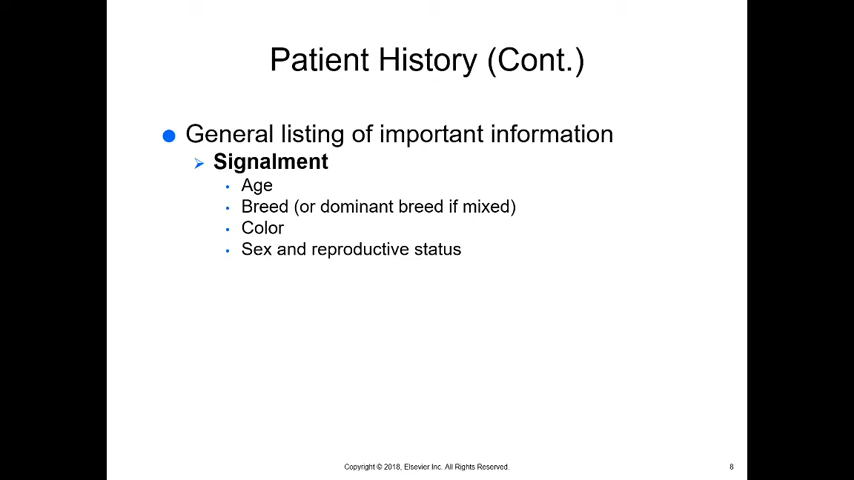 Patient History (Cont.)
General listing of important information
Signalment
Age
Breed (or dominant breed if mixed)
Color
Sex and reproductive status
Copyright © 2018, Elsevier Inc. All Rights Reserved.
8